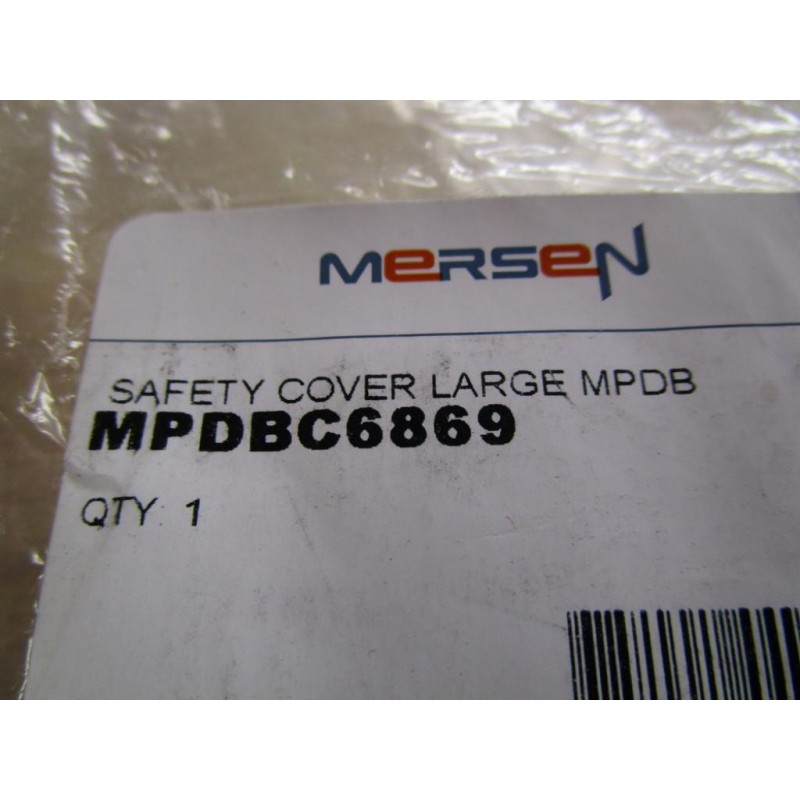 MERSEN
SAFETY COVER LARGE MPDB
MPDBC6869
QTY: 1